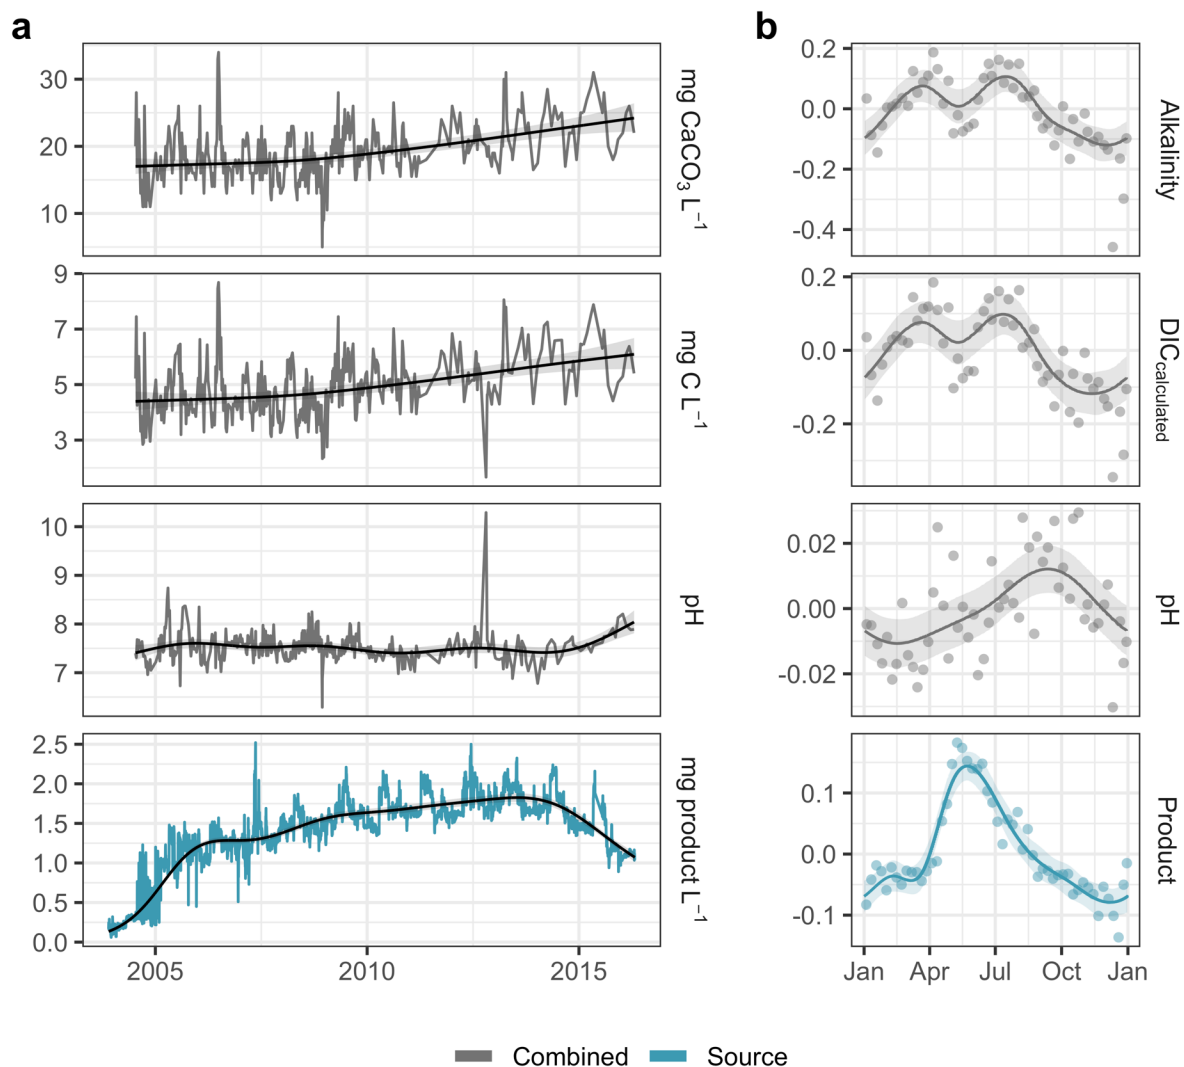 a
30
20
10
mg CaCO₃ L⁻¹
9
7
5
3
mg C L⁻¹
10
9
8
7
pH
2.5
2.0
1.5
1.0
0.5
0.0
mg product L⁻¹
2005 2010 2015
b
0.2
0.0
-0.2
-0.4
Alkalinity
0.2
0.0
-0.2
DICcalculated
0.02
0.00
-0.02
pH
0.1
0.0
-0.1
Product
Jan Apr Jul Oct Jan
Combined Source